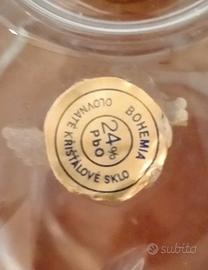 BOHEMIA
OLOVNATÉ KŘIŠŤÁLOVÉ SKLO
24%
PbO
subito